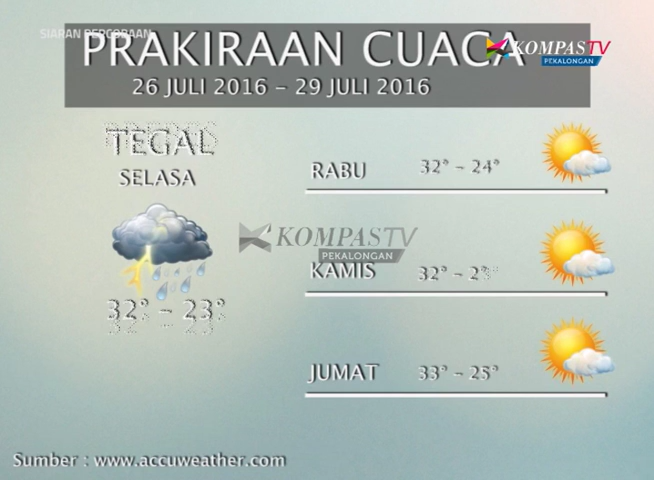 SIARAN PERCOBAAN
PRAKIRAAN CUACA
KOMPASTV
PEKALONGAN
26 JULI 2016 - 29 JULI 2016
TEGAL
SELASA
32° - 23°
RABU 32° - 24°
KOMPASTV
PEKALONGAN
KAMIS 32° -
JUMAT 33° - 25°
Sumber : www.accuweather.com